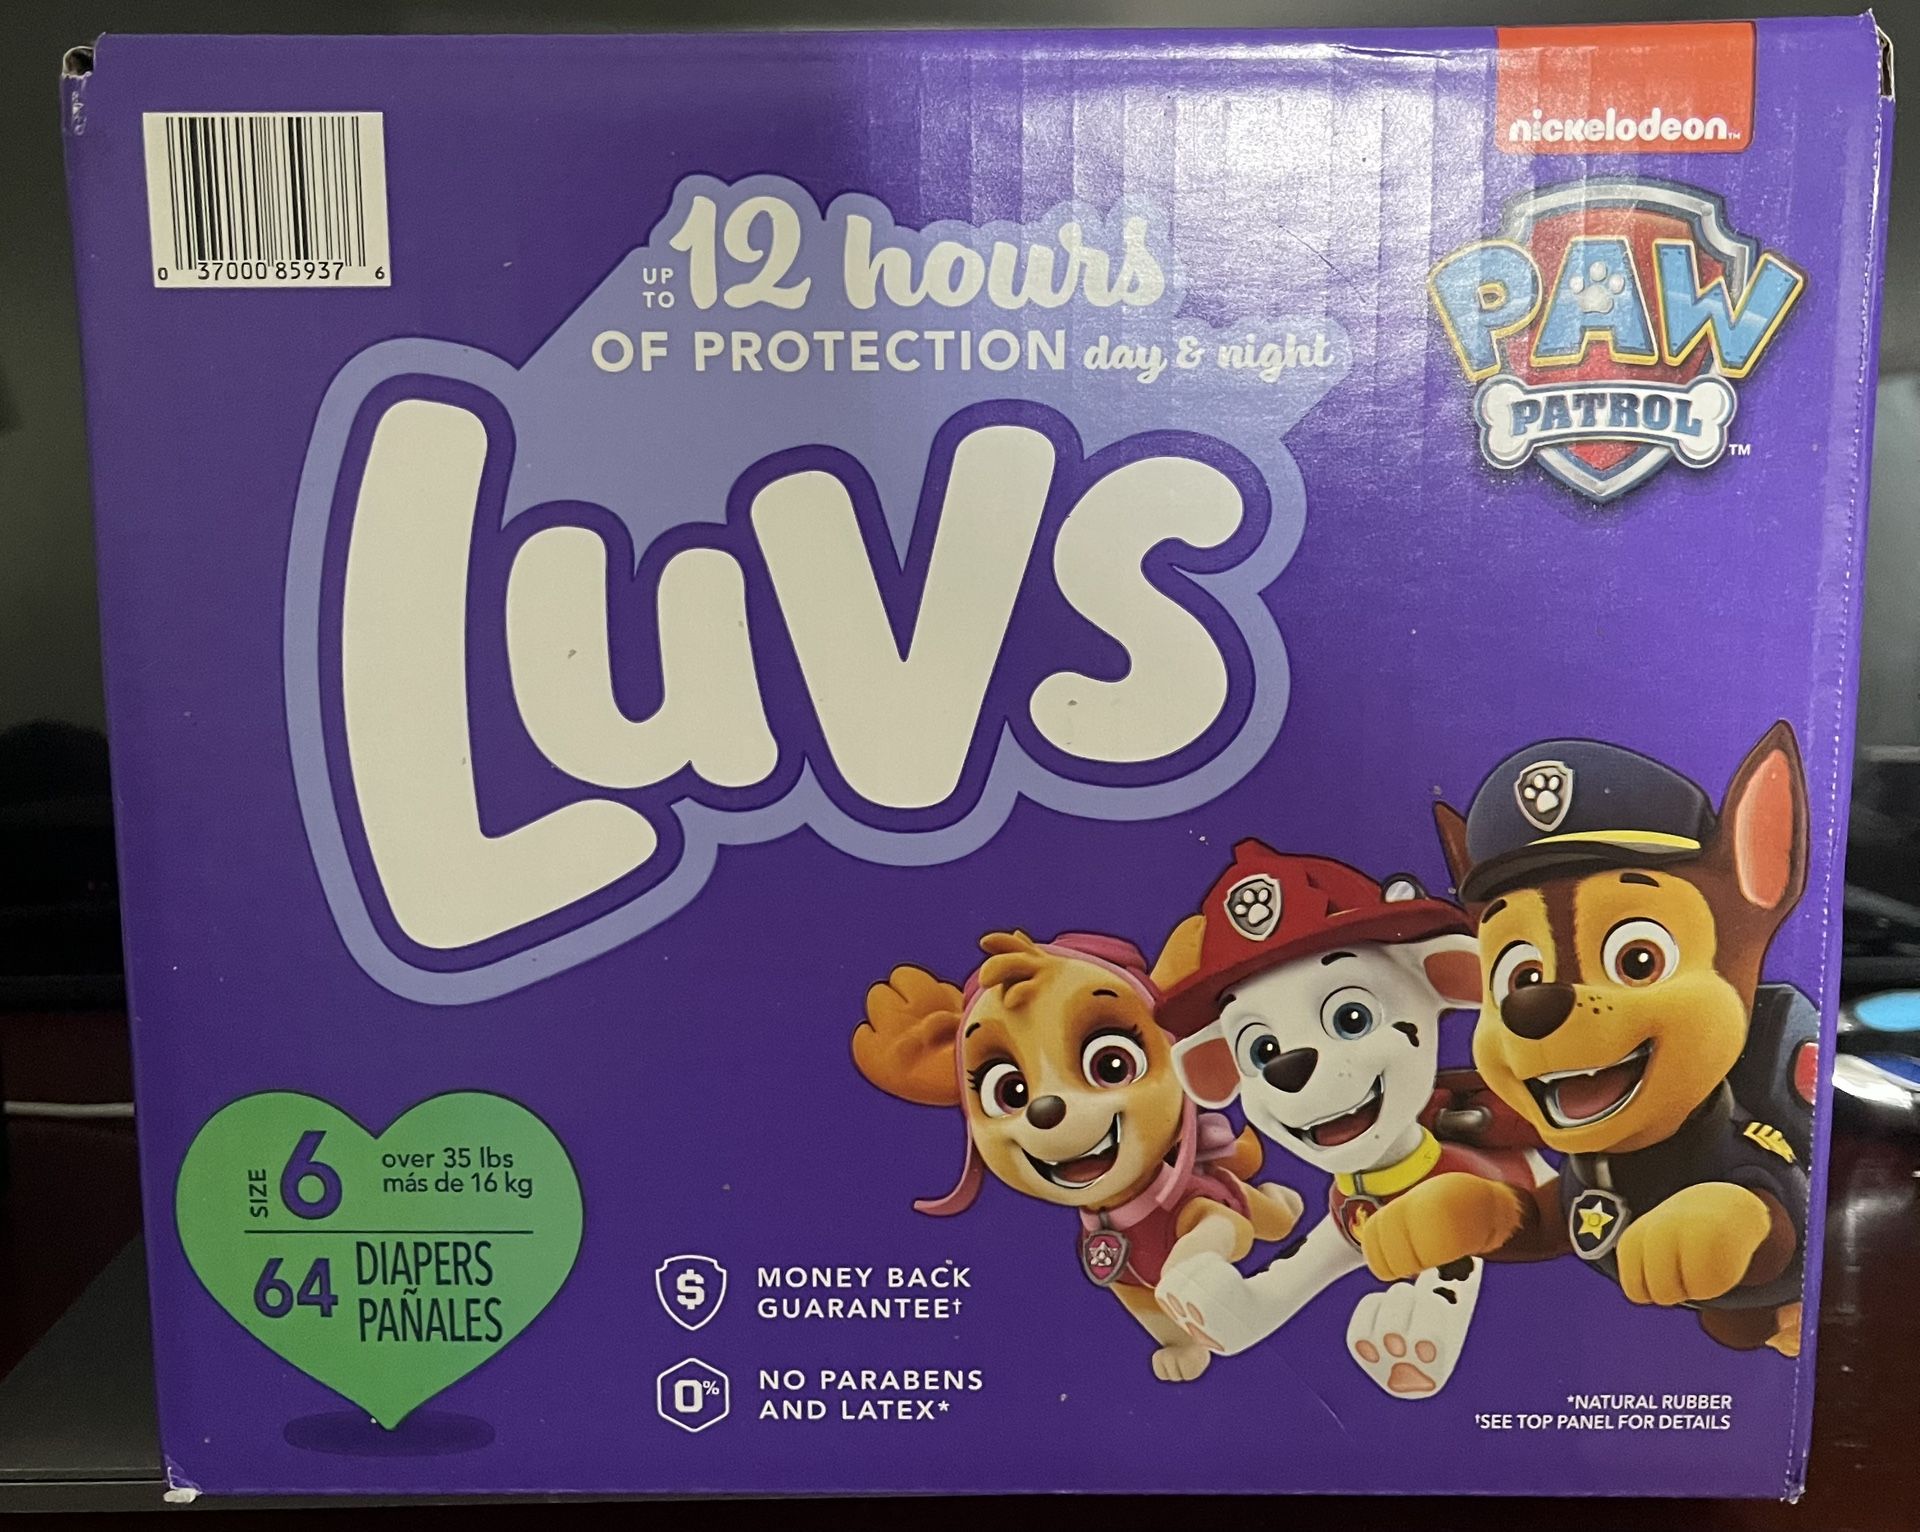 nickelodeon™
0 37000 85937 6
UP TO 12 hours
OF PROTECTION day & night
PAW
PATROL
™
Luvs
SIZE 6
over 35 lbs
más de 16 kg
64
DIAPERS
PAÑALES
$ MONEY BACK
GUARANTEE†
0% NO PARABENS
AND LATEX*
*NATURAL RUBBER
†SEE TOP PANEL FOR DETAILS